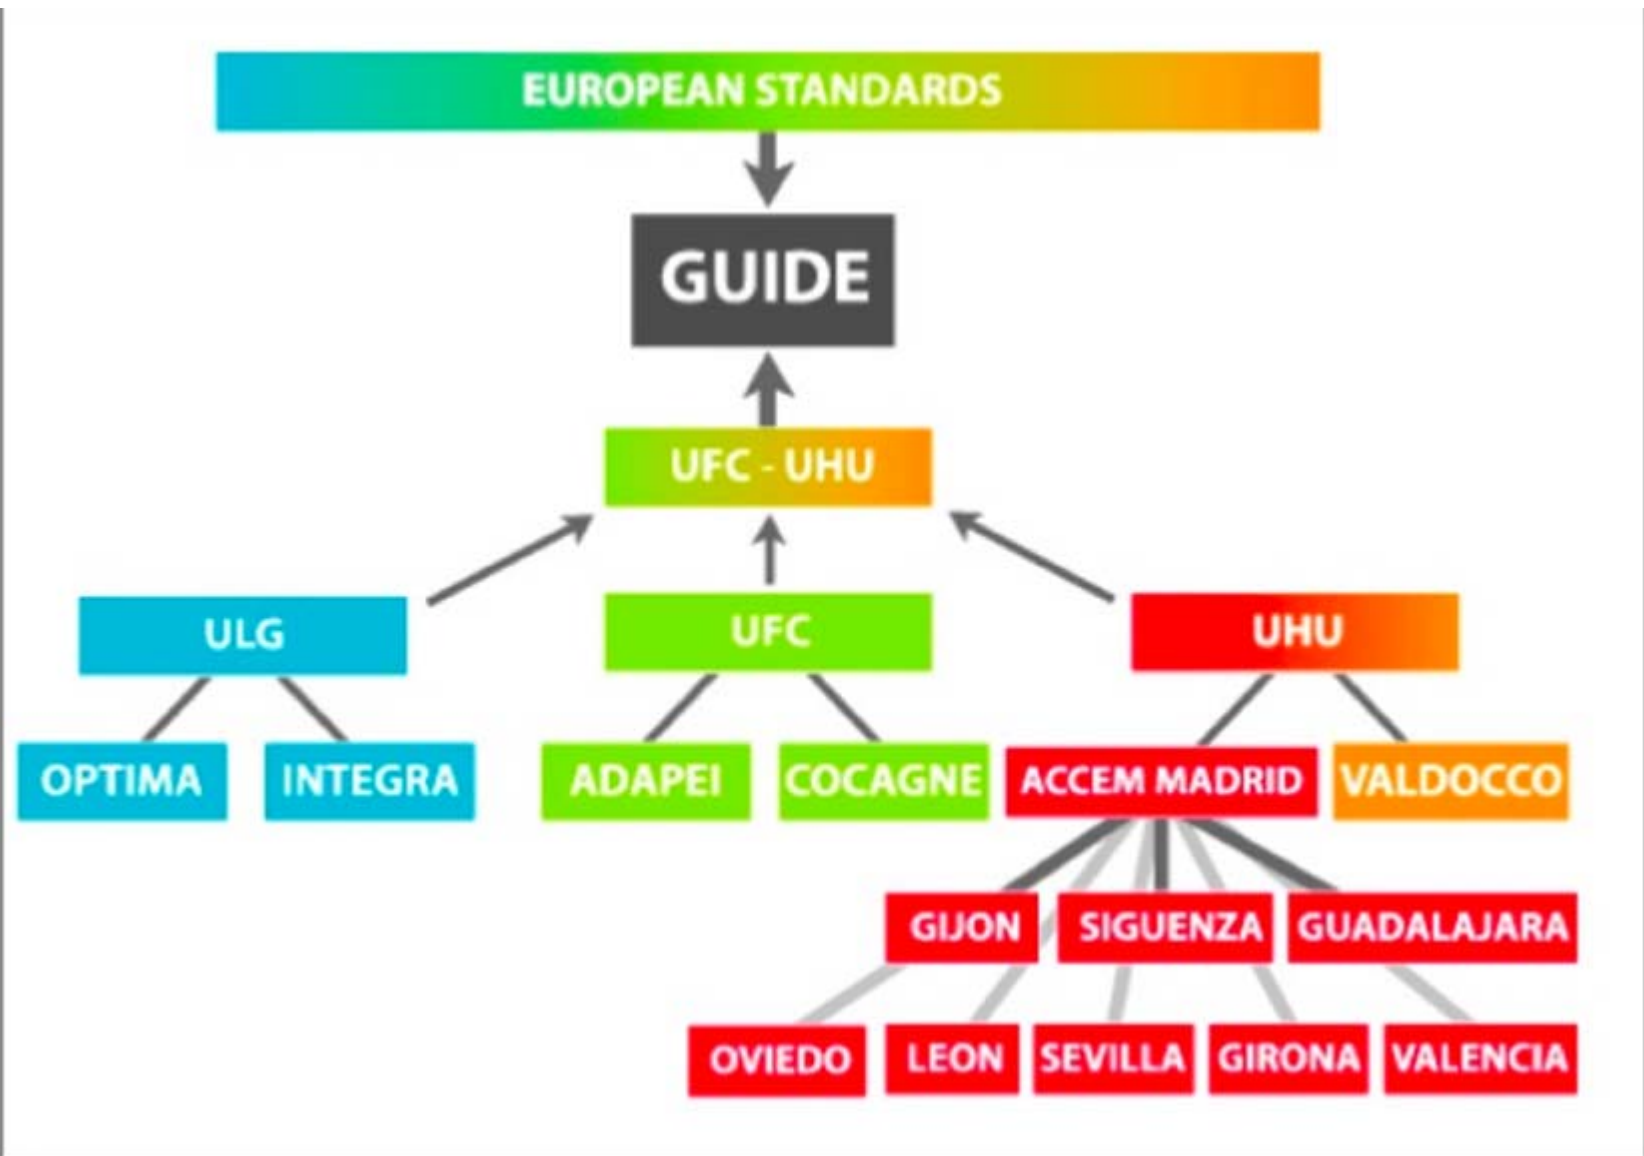 EUROPEAN STANDARDS
GUIDE
UFC - UHU
ULG
UFC
UHU
OPTIMA
INTEGRA
ADAPEI
COCAGNE
ACCEM MADRID
VALDOCCO
GIJON
SIGUENZA
GUADALAJARA
OVIEDO
LEON
SEVILLA
GIRONA
VALENCIA